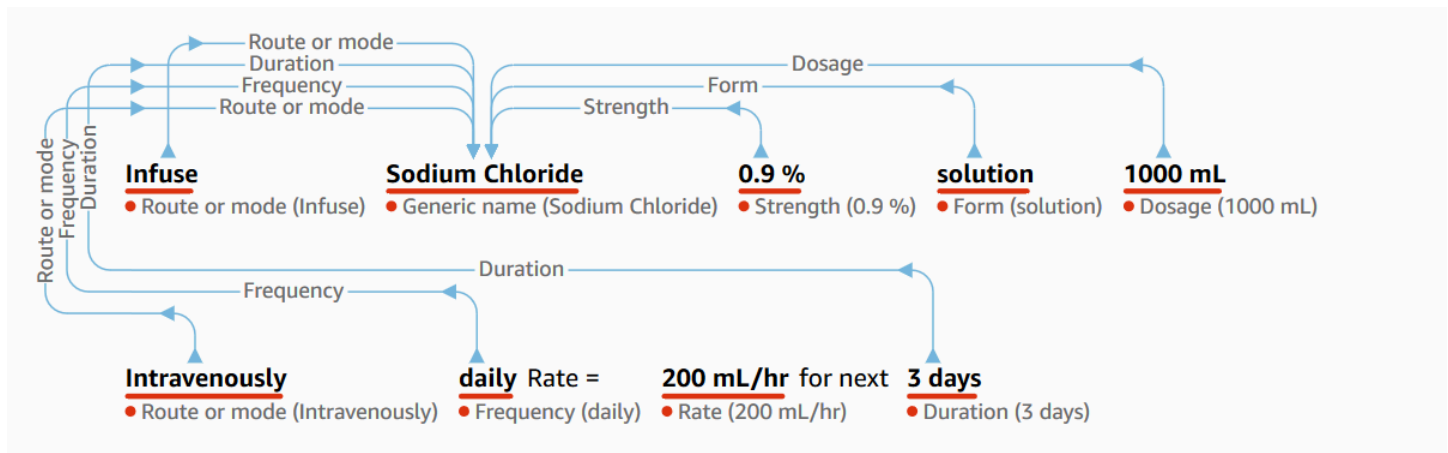 Route or mode
Duration
Dosage
Frequency
Form
Route or mode
Strength
Route or mode
Frequency
Duration
Infuse Sodium Chloride 0.9 % solution 1000 mL
Route or mode (Infuse) Generic name (Sodium Chloride) Strength (0.9 %) Form (solution) Dosage (1000 mL)
Duration
Frequency
Intravenously daily Rate = 200 mL/hr for next 3 days
Route or mode (Intravenously) Frequency (daily) Rate (200 mL/hr) Duration (3 days)